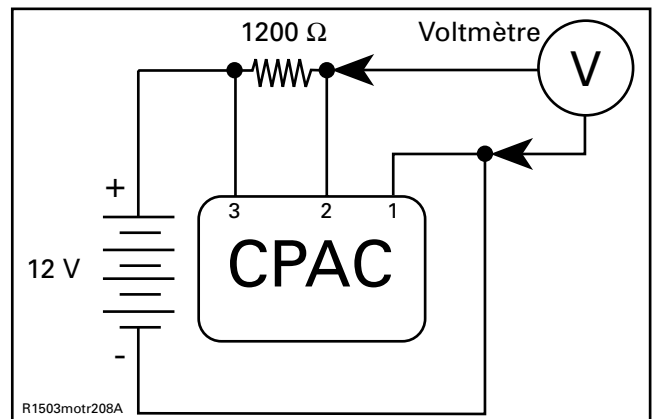 1200 Ω
Voltmètre
V
+
3 2 1
CPAC
12 V
-
R1503motr208A